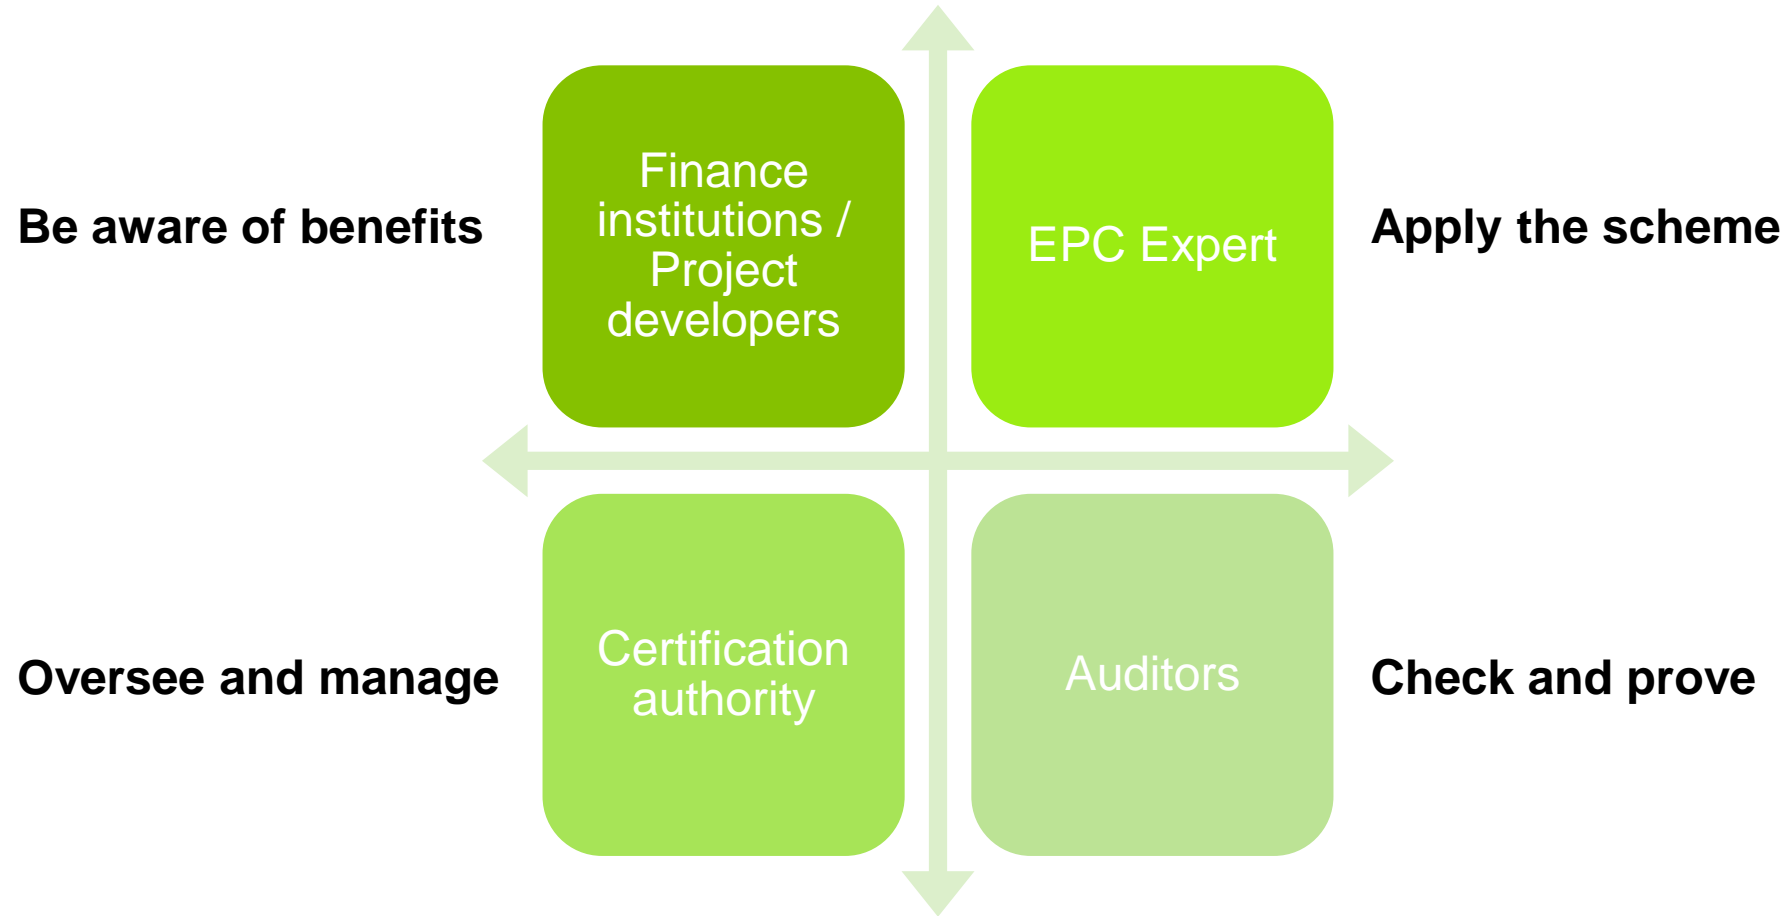 Be aware of benefits
Finance
institutions /
Project
developers
EPC Expert
Apply the scheme
Oversee and manage
Certification
authority
Auditors
Check and prove